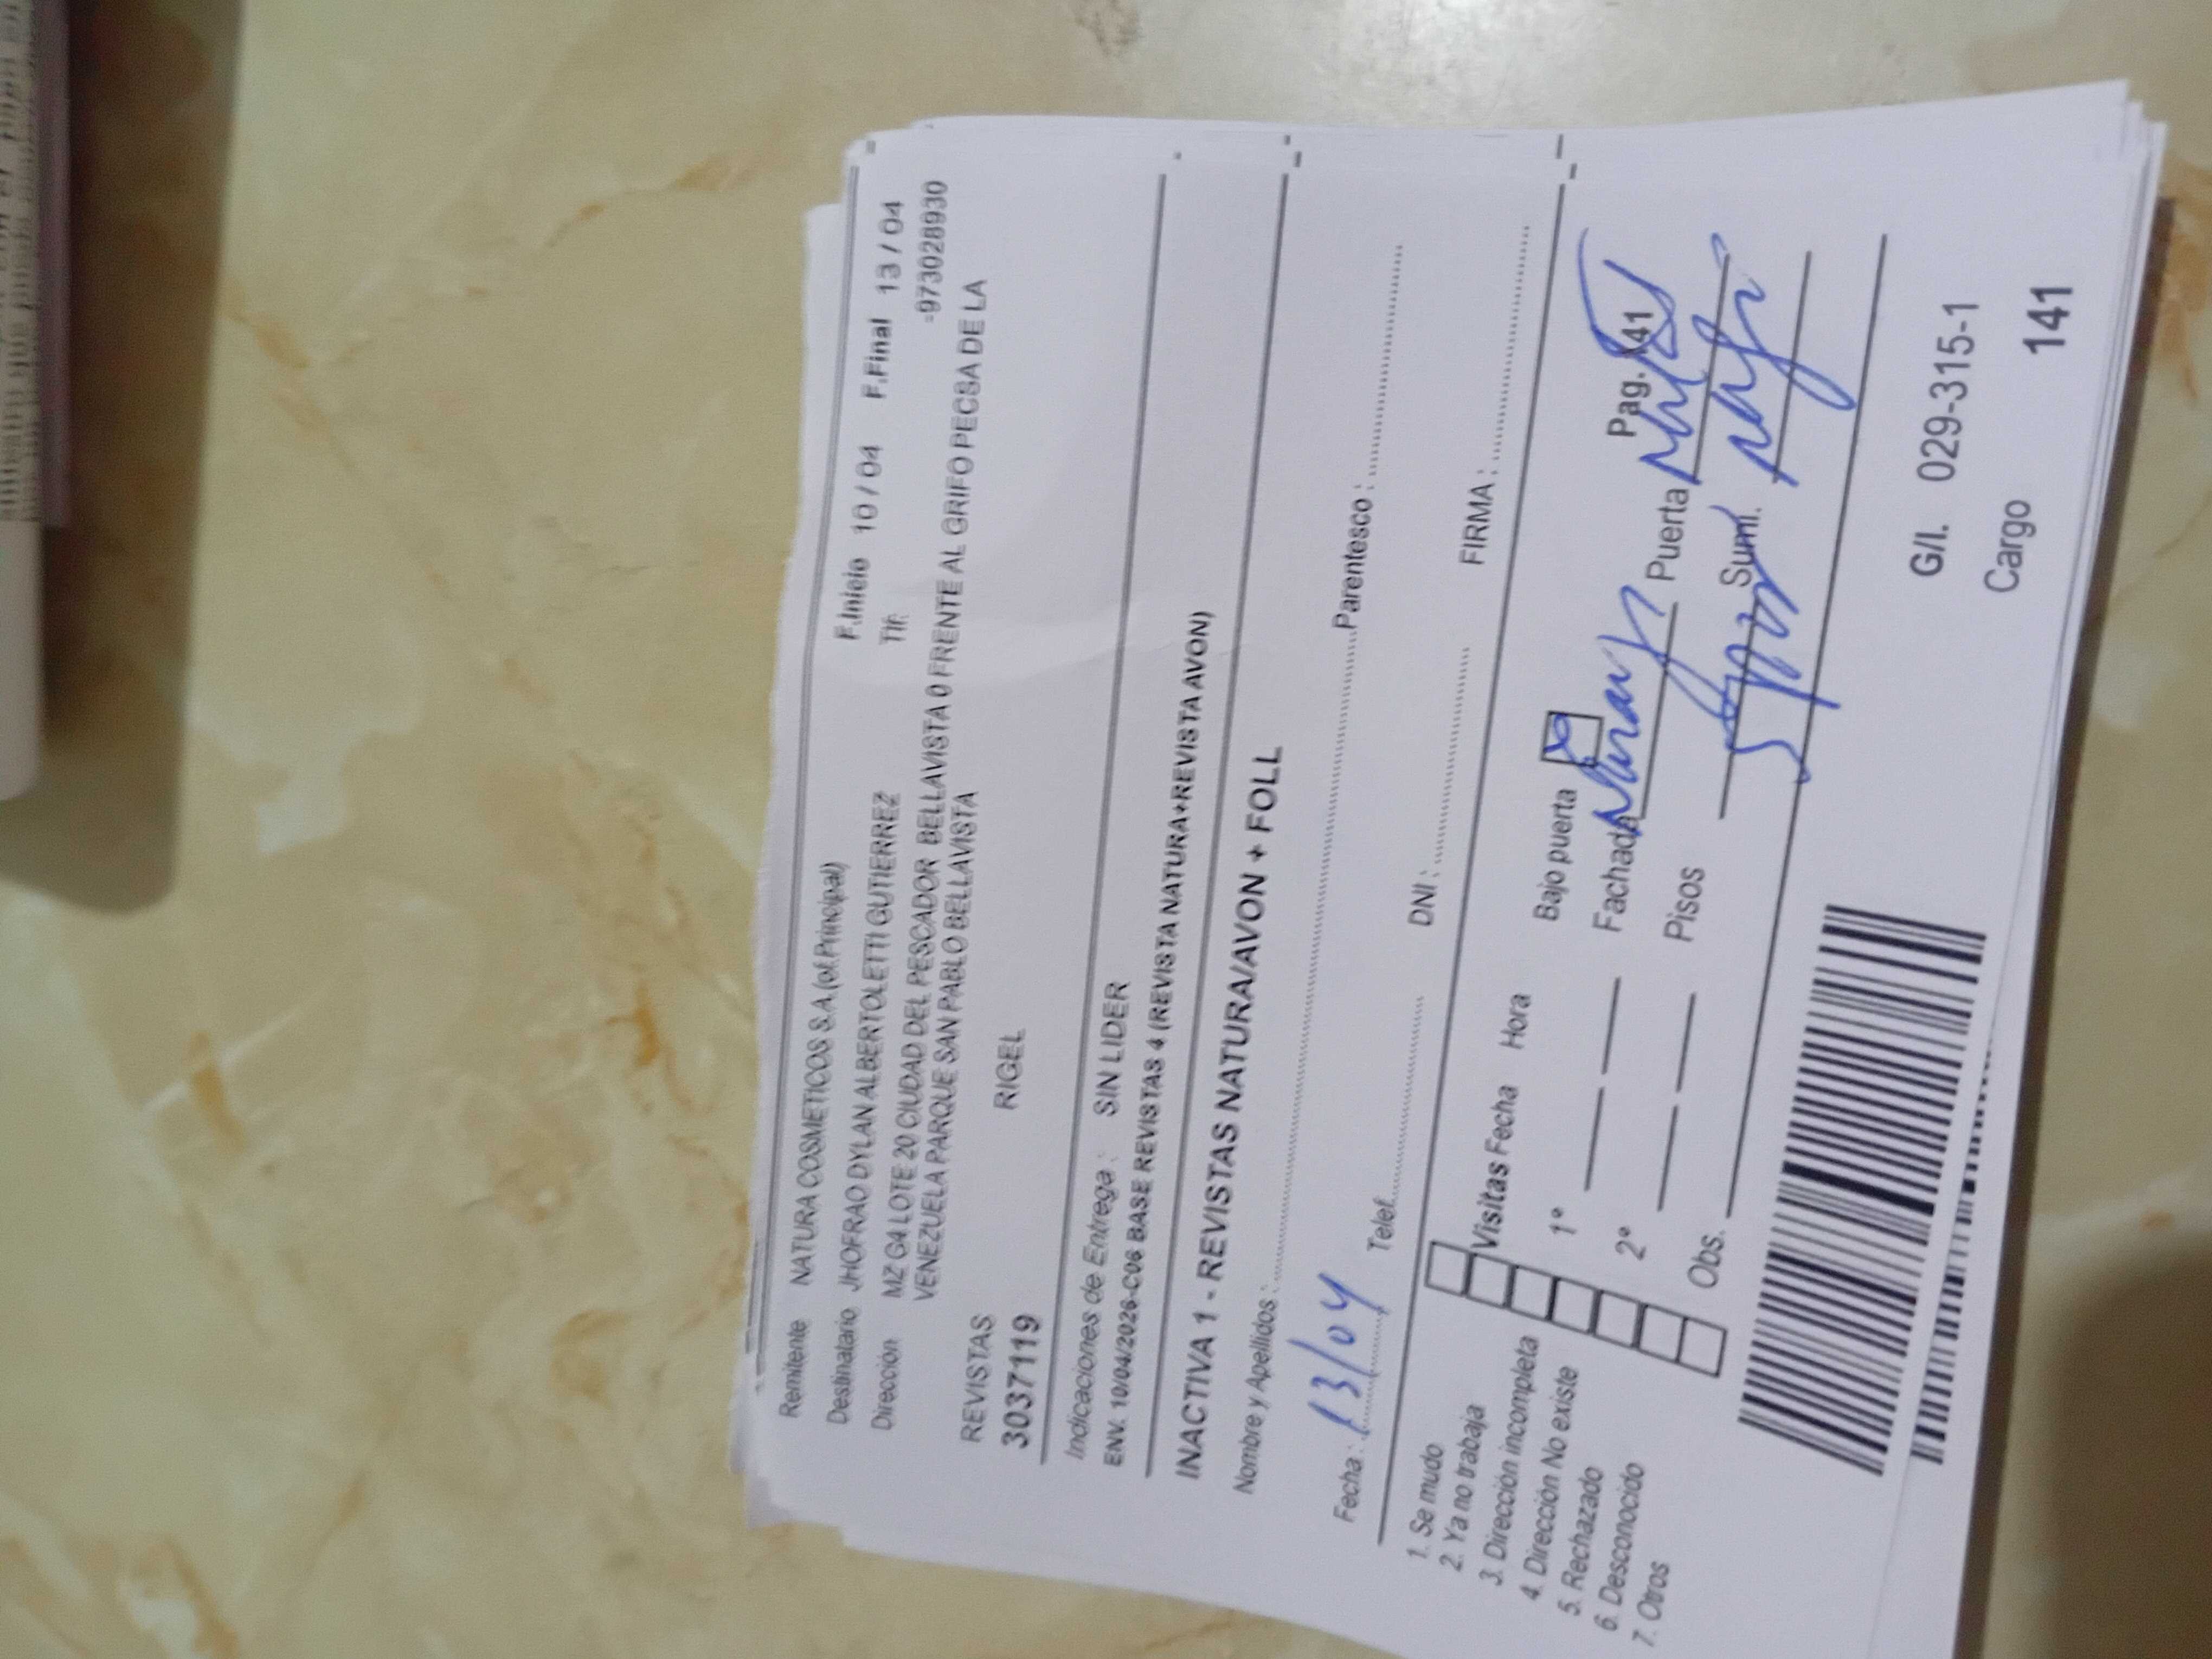 Remitente NATURA COSMETICOS S.A.(of.Principal)
Destinatario JHOFRAO DYLAN ALBERTOLETTI GUTIERREZ F.Inicio 10 / 04 F.Final 13 / 04
Dirección MZ G4 LOTE 20 CIUDAD DEL PESCADOR BELLAVISTA 0 FRENTE AL GRIFO PECSA DE LA Tlf. =973028930
VENEZUELA PARQUE SAN PABLO BELLAVISTA
REVISTAS RIGEL
3037119
Indicaciones de Entrega : SIN LIDER
ENV. 10/04/2026-C06 BASE REVISTAS 4 (REVISTA NATURA+REVISTA AVON)
INACTIVA 1 - REVISTAS NATURA/AVON + FOLL
Nombre y Apellidos : Parentesco :
Fecha : 13/04 Telef. DNI : FIRMA :
1. Se mudo
2. Ya no trabaja
3. Dirección incompleta
4. Dirección No existe
5. Rechazado
6. Desconocido
7. Otros
Visitas Fecha Hora Bajo puerta Pag. 141
1º Fachada Puerta
2º Pisos Sumi.
Obs.
G/I. 029-315-1
Cargo 141